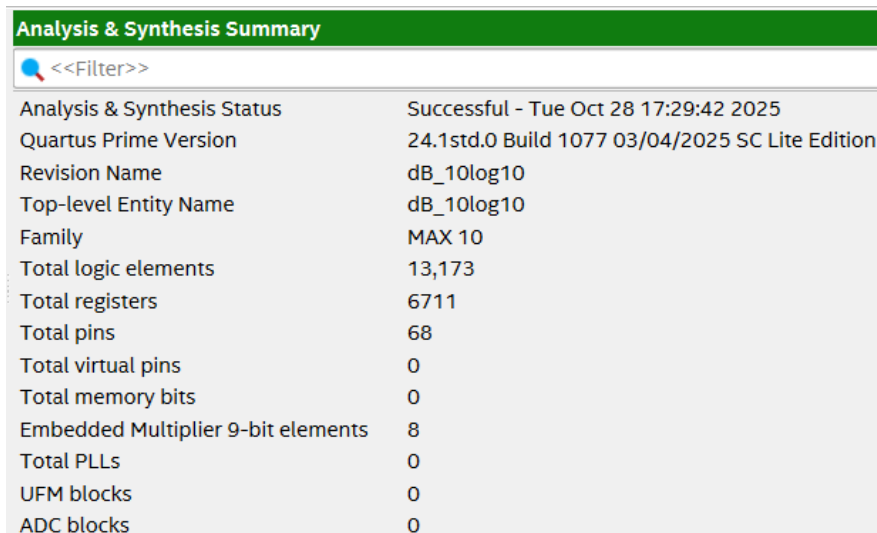 Analysis & Synthesis Summary
<<Filter>>
Analysis & Synthesis Status Successful - Tue Oct 28 17:29:42 2025
Quartus Prime Version 24.1std.0 Build 1077 03/04/2025 SC Lite Edition
Revision Name dB_10log10
Top-level Entity Name dB_10log10
Family MAX 10
Total logic elements 13,173
Total registers 6711
Total pins 68
Total virtual pins 0
Total memory bits 0
Embedded Multiplier 9-bit elements 8
Total PLLs 0
UFM blocks 0
ADC blocks 0